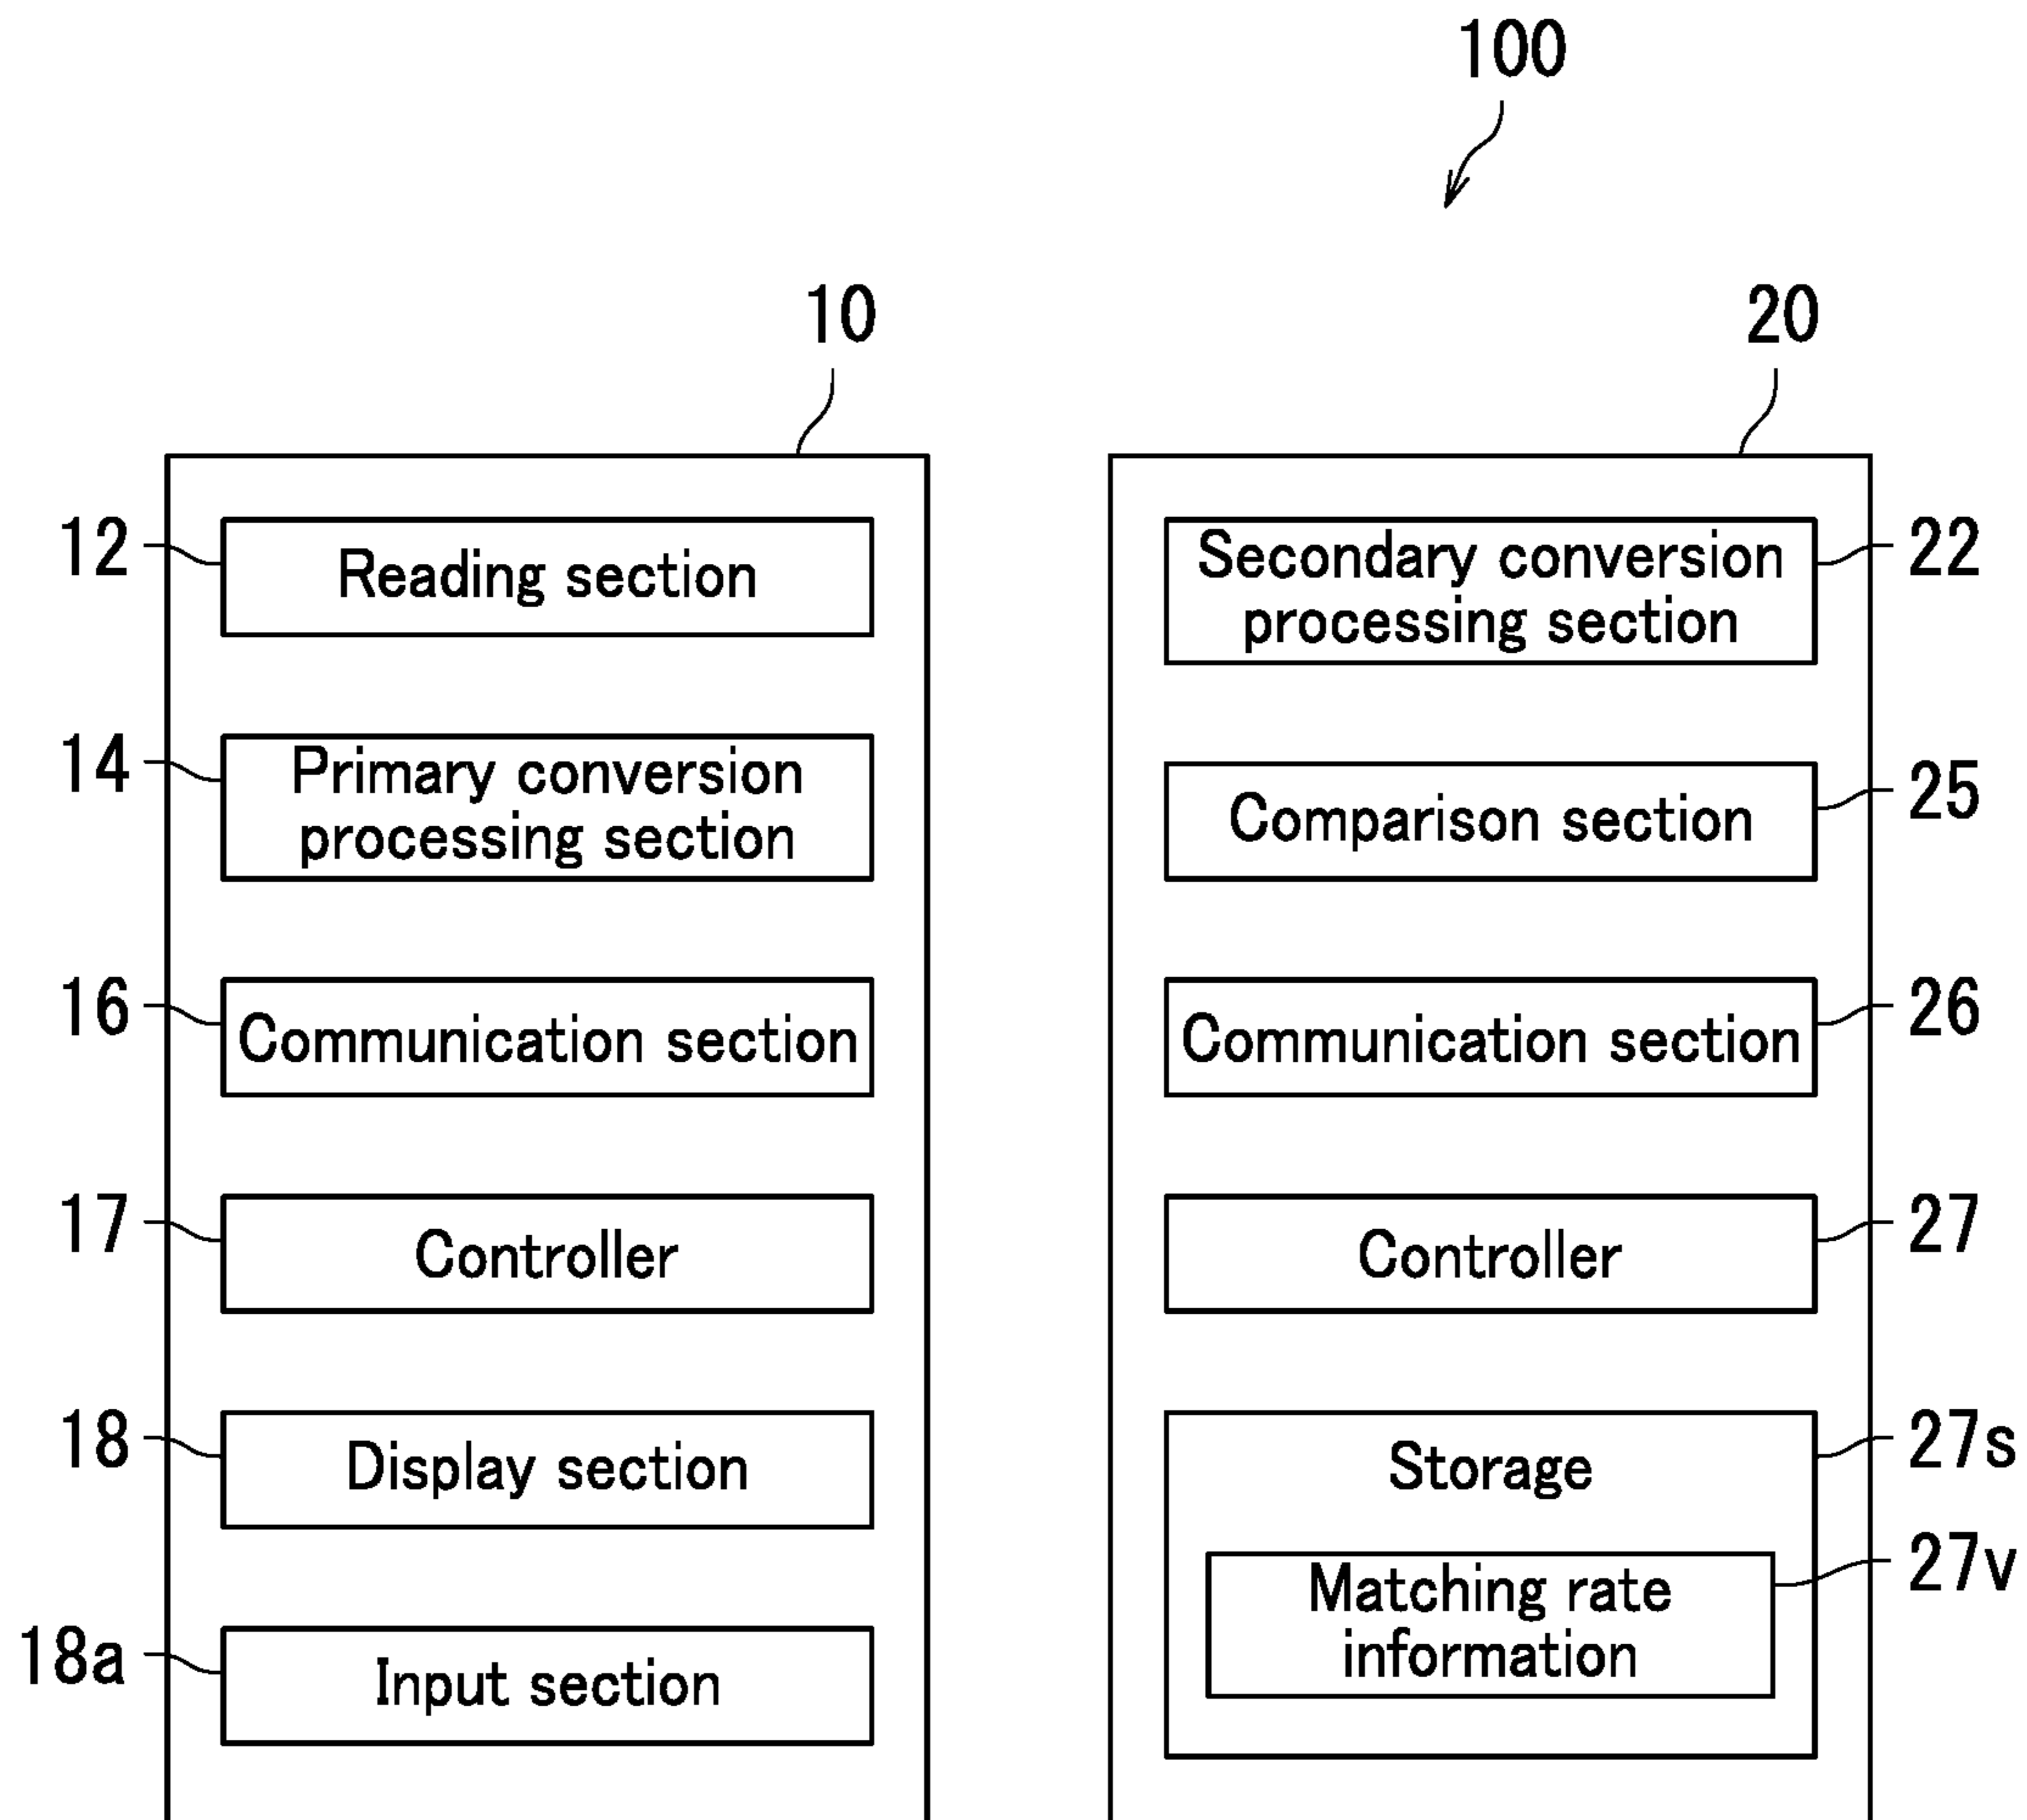 100
10
20
12
Reading section
14
Primary conversion
processing section
16
Communication section
17
Controller
18
Display section
18a
Input section
Secondary conversion
processing section
22
Comparison section
25
Communication section
26
Controller
27
Storage
27s
Matching rate
information
27v